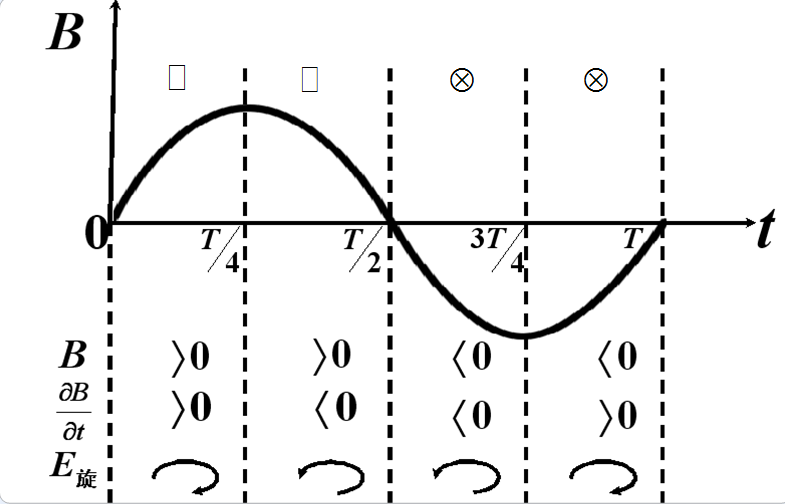 B
□ □ ⊗ ⊗
0 T/4 T/2 3T/4 T t
B 〉0 〉0 〈0 〈0
∂B/∂t 〉0 〈0 〈0 〉0
E旋